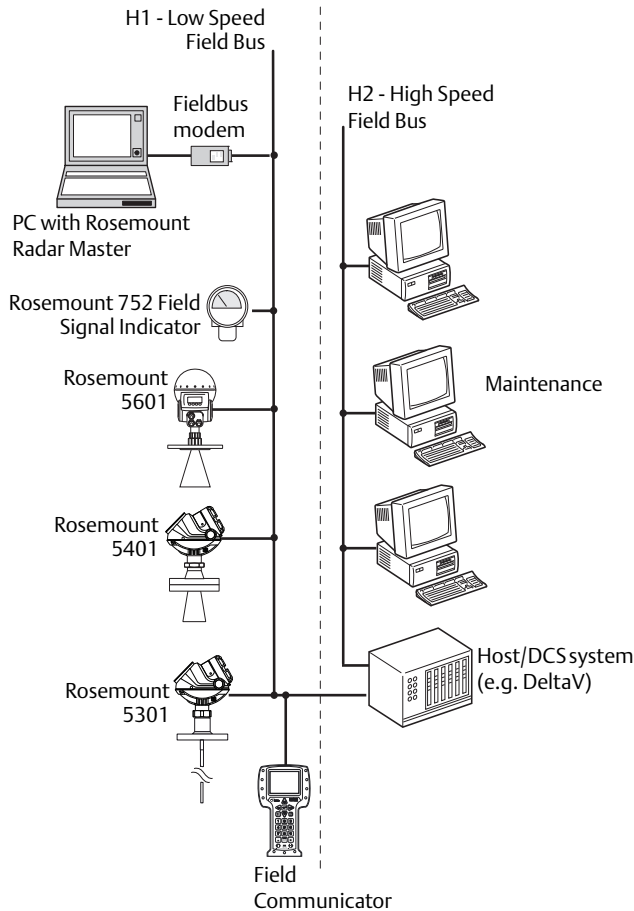 H1 - Low Speed
Field Bus
H2 - High Speed
Field Bus
Fieldbus
modem
PC with Rosemount
Radar Master
Rosemount 752 Field
Signal Indicator
Rosemount
5601
Maintenance
Rosemount
5401
Rosemount
5301
Host/DCS system
(e.g. DeltaV)
Field
Communicator